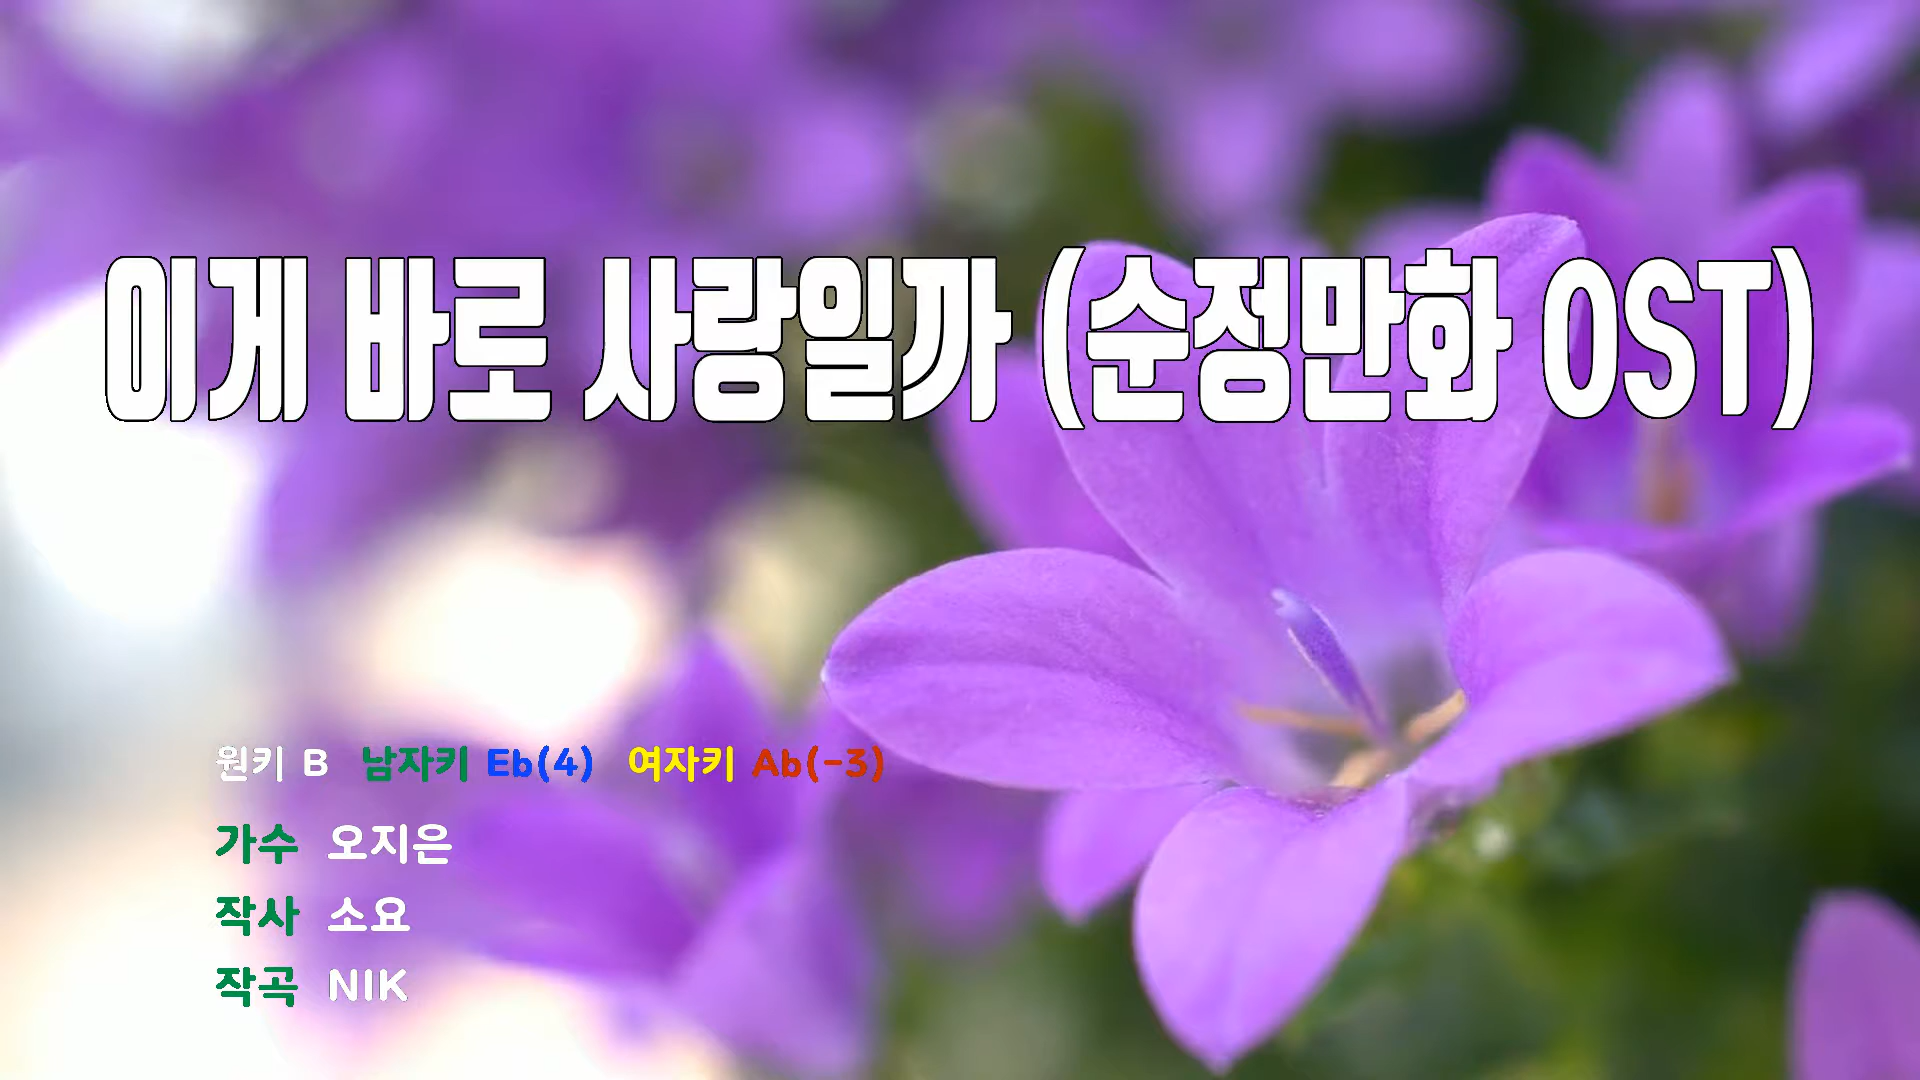 이게 바로 사랑일까 (순정만화 OST)
원키 B 남자키 Eb(4) 여자키 Ab(-3)
가수 오지은
작사 소요
작곡 NIK